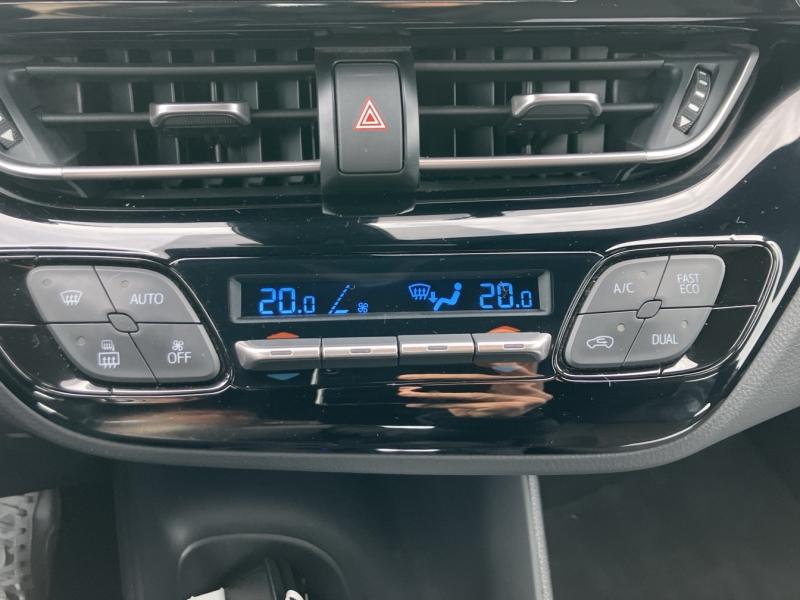 AUTO
OFF
20.0 20.0
A/C FAST
ECO
DUAL